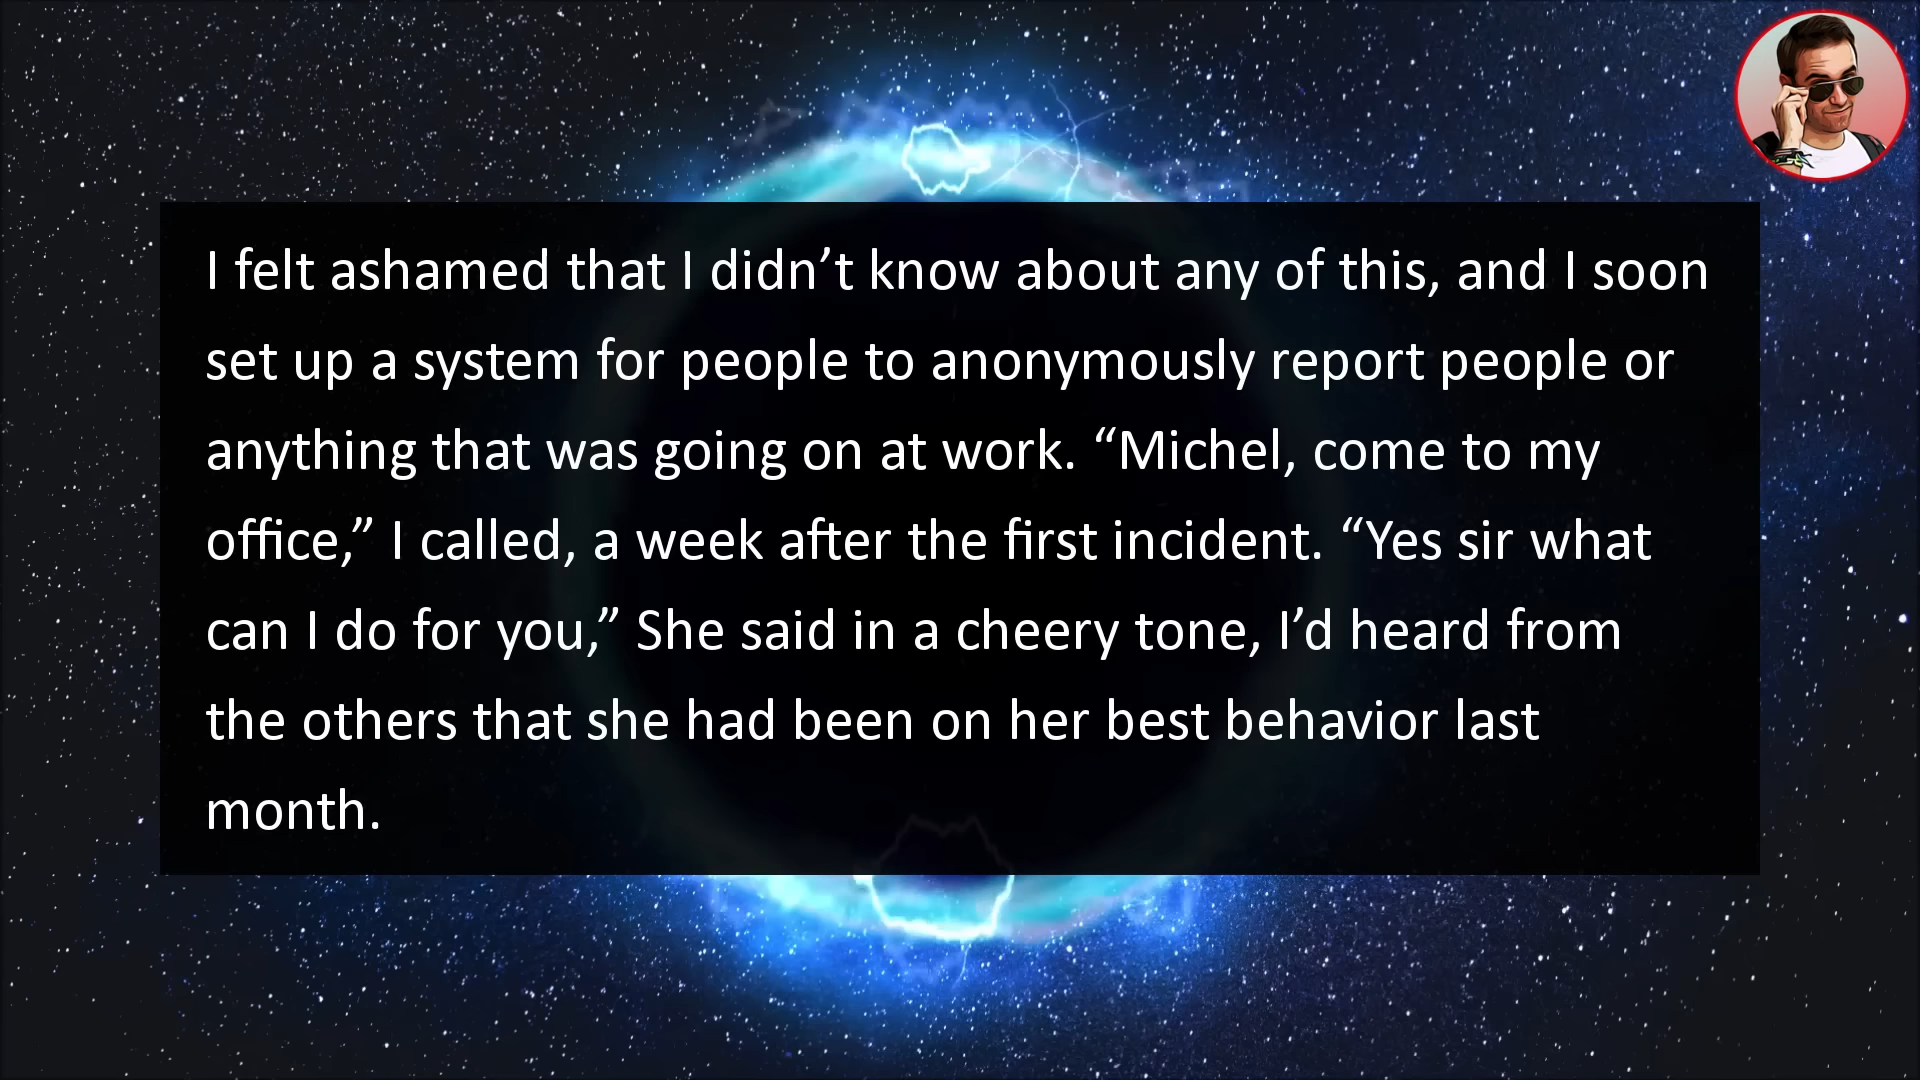 I felt ashamed that I didn’t know about any of this, and I soon
set up a system for people to anonymously report people or
anything that was going on at work. “Michel, come to my
office,” I called, a week after the first incident. “Yes sir what
can I do for you,” She said in a cheery tone, I’d heard from
the others that she had been on her best behavior last
month.